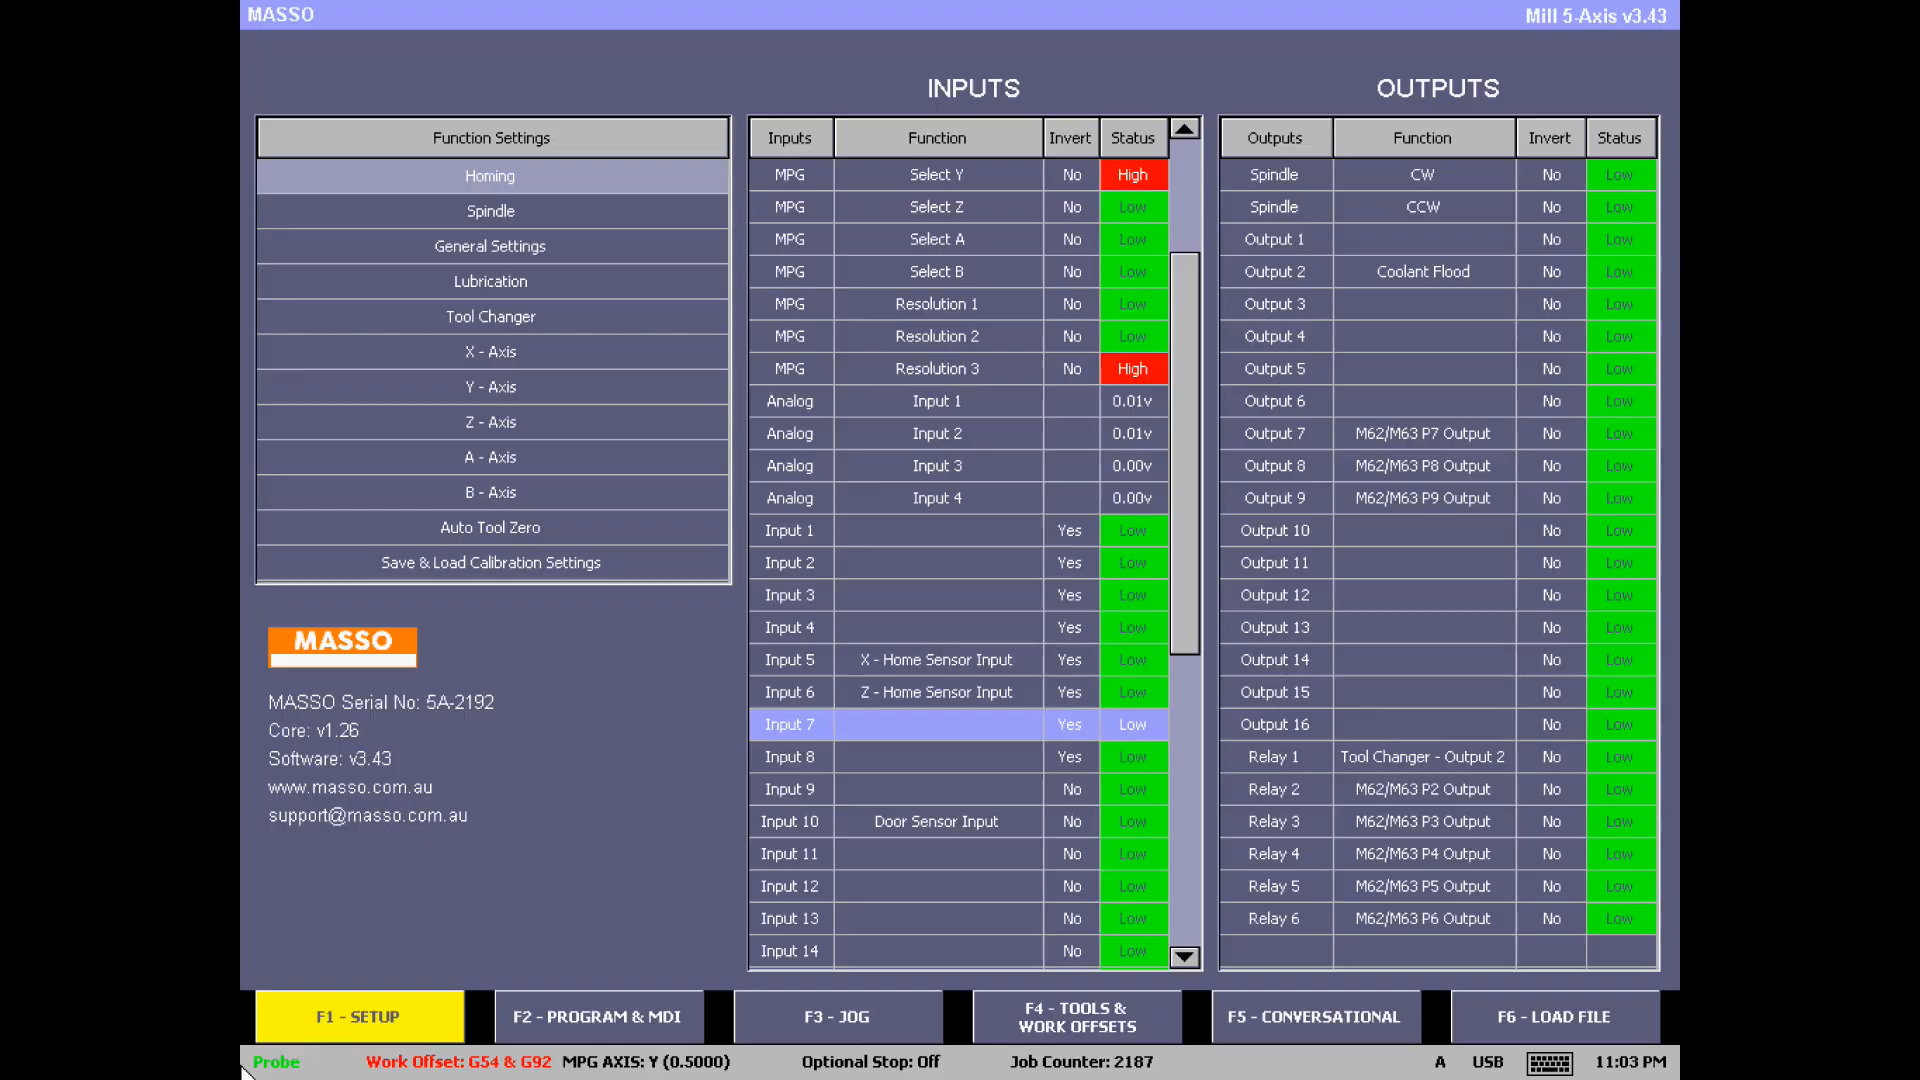 MASSO
Mill 5-Axis v3.43
Function Settings
Homing
Spindle
General Settings
Lubrication
Tool Changer
X - Axis
Y - Axis
Z - Axis
A - Axis
B - Axis
Auto Tool Zero
Save & Load Calibration Settings
MASSO
MASSO Serial No: 5A-2192
Core: v1.26
Software: v3.43
www.masso.com.au
support@masso.com.au
INPUTS
Inputs Function Invert Status
MPG Select Y No High
MPG Select Z No Low
MPG Select A No Low
MPG Select B No Low
MPG Resolution 1 No Low
MPG Resolution 2 No Low
MPG Resolution 3 No High
Analog Input 1 0.01v
Analog Input 2 0.01v
Analog Input 3 0.00v
Analog Input 4 0.00v
Input 1 Yes Low
Input 2 Yes Low
Input 3 Yes Low
Input 4 Yes Low
Input 5 X - Home Sensor Input Yes Low
Input 6 Z - Home Sensor Input Yes Low
Input 7 Yes Low
Input 8 Yes Low
Input 9 No Low
Input 10 Door Sensor Input No Low
Input 11 No Low
Input 12 No Low
Input 13 No Low
Input 14 No Low
OUTPUTS
Outputs Function Invert Status
Spindle CW No Low
Spindle CCW No Low
Output 1 No Low
Output 2 Coolant Flood No Low
Output 3 No Low
Output 4 No Low
Output 5 No Low
Output 6 No Low
Output 7 M62/M63 P7 Output No Low
Output 8 M62/M63 P8 Output No Low
Output 9 M62/M63 P9 Output No Low
Output 10 No Low
Output 11 No Low
Output 12 No Low
Output 13 No Low
Output 14 No Low
Output 15 No Low
Output 16 No Low
Relay 1 Tool Changer - Output 2 No Low
Relay 2 M62/M63 P2 Output No Low
Relay 3 M62/M63 P3 Output No Low
Relay 4 M62/M63 P4 Output No Low
Relay 5 M62/M63 P5 Output No Low
Relay 6 M62/M63 P6 Output No Low
F1 - SETUP
F2 - PROGRAM & MDI
F3 - JOG
F4 - TOOLS &
WORK OFFSETS
F5 - CONVERSATIONAL
F6 - LOAD FILE
Probe Work Offset: G54 & G92 MPG AXIS: Y (0.5000) Optional Stop: Off Job Counter: 2187 A USB 11:03 PM